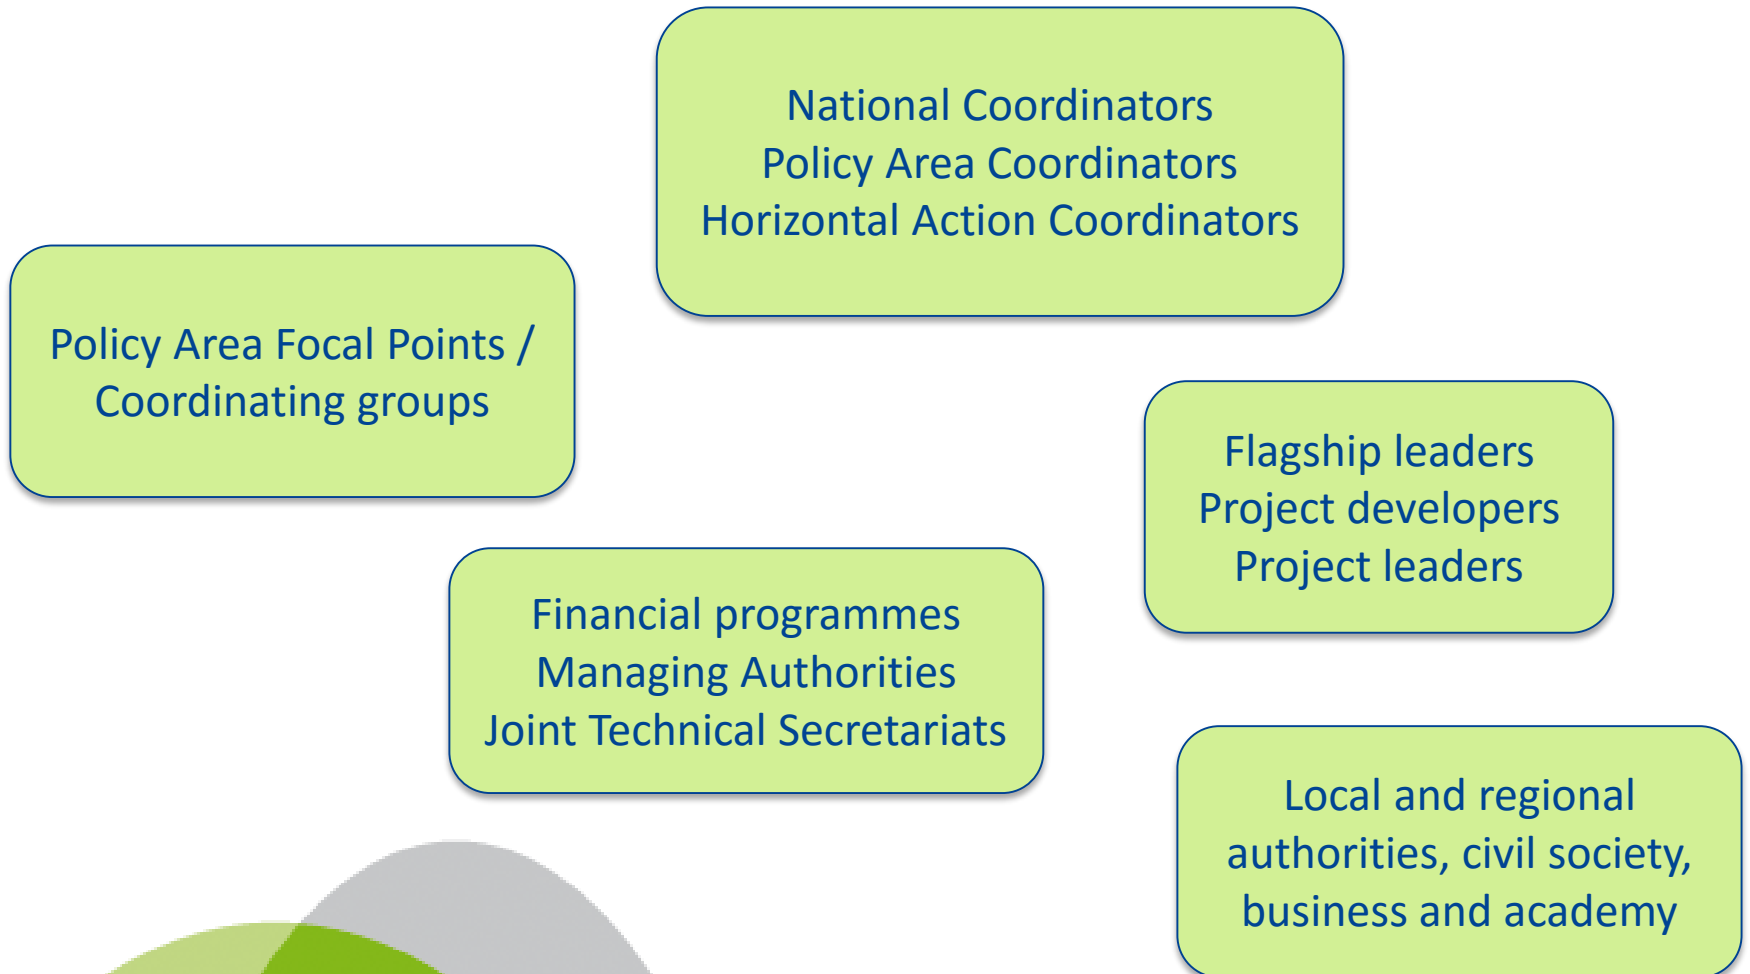 National Coordinators
Policy Area Coordinators
Horizontal Action Coordinators
Policy Area Focal Points /
Coordinating groups
Flagship leaders
Project developers
Project leaders
Financial programmes
Managing Authorities
Joint Technical Secretariats
Local and regional
authorities, civil society,
business and academy